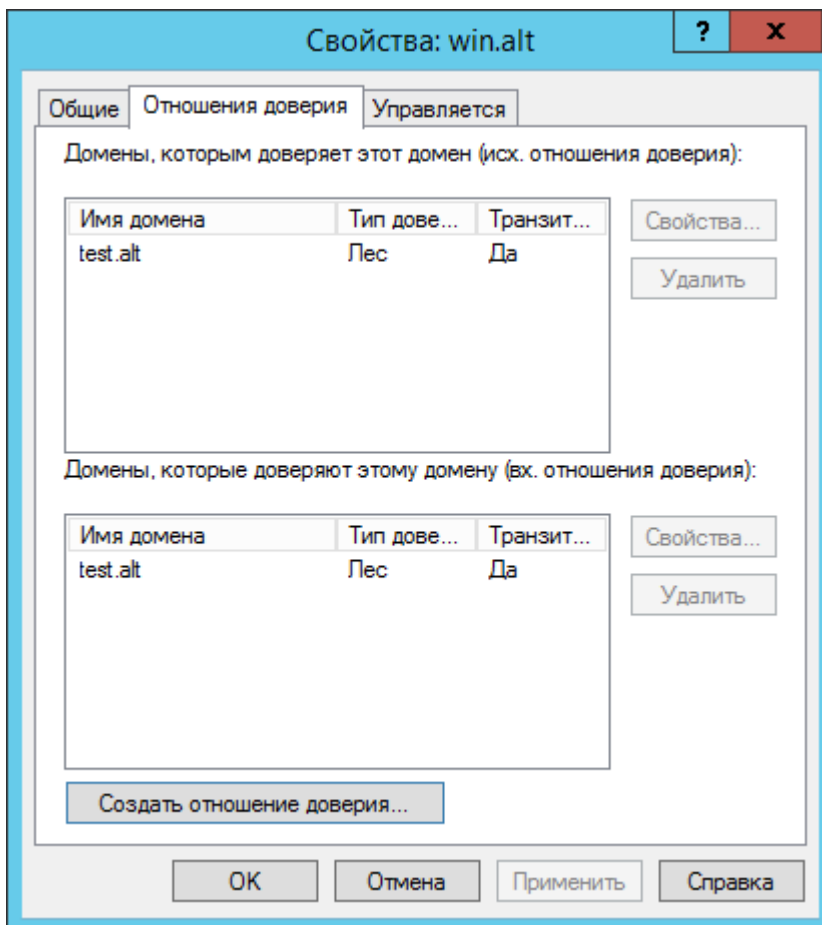 Свойства: win.alt
?
x
Общие Отношения доверия Управляется
Домены, которым доверяет этот домен (исх. отношения доверия):
Имя домена Тип дове... Транзит... Свойства...
test.alt Лес Да
Удалить
Домены, которые доверяют этому домену (вх. отношения доверия):
Имя домена Тип дове... Транзит... Свойства...
test.alt Лес Да
Удалить
Создать отношение доверия...
OK Отмена Применить Справка